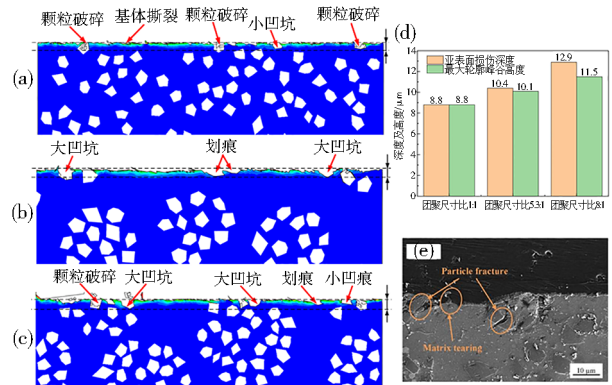 颗粒破碎 基体撕裂 颗粒破碎 小凹坑 颗粒破碎
(a)
大凹坑 划痕 大凹坑
(b)
颗粒破碎 大凹坑 大凹坑 划痕 小凹痕
(c)
(d)
亚表面损伤深度
最大轮廓峰谷高度
深度及高度/μm
14
12
10
8
6
4
2
0
8.8 8.8 10.4 10.1 12.9 11.5
团聚尺寸比1:1 团聚尺寸比5.3:1 团聚尺寸比8:1
(e)
Particle fracture
Matrix tearing
10 μm